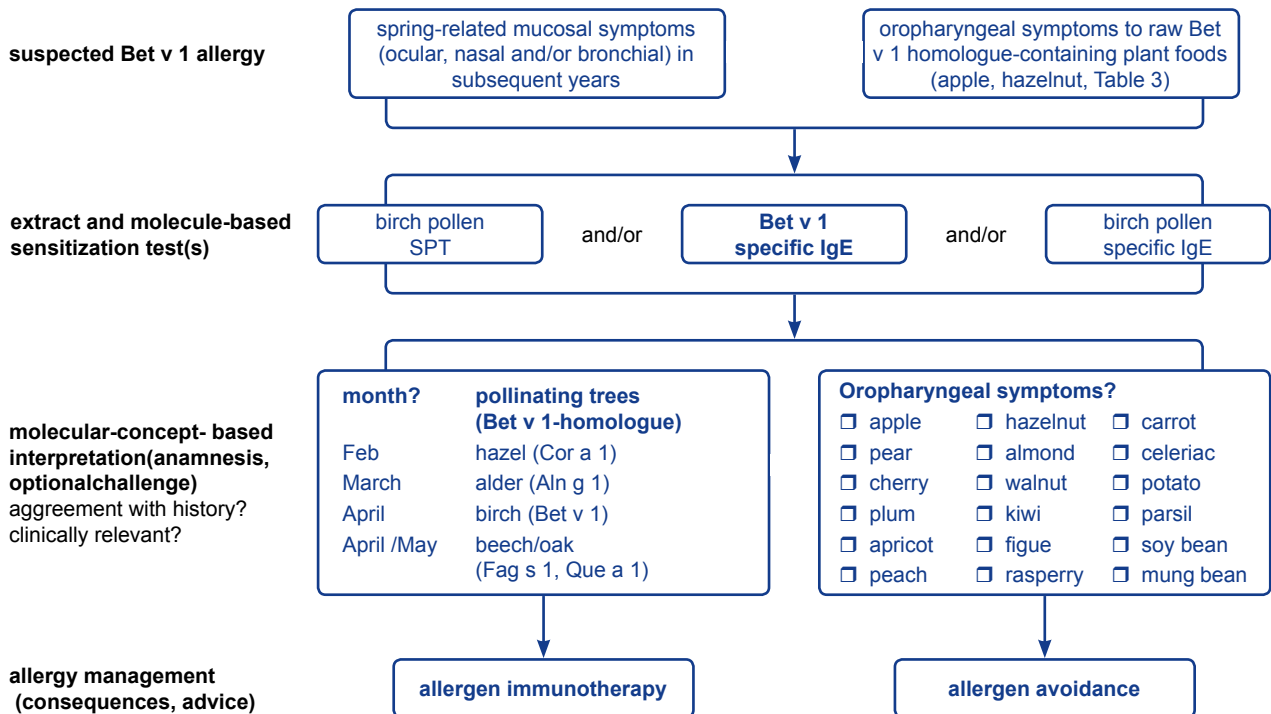 suspected Bet v 1 allergy
spring-related mucosal symptoms
(ocular, nasal and/or bronchial) in
subsequent years
oropharyngeal symptoms to raw Bet
v 1 homologue-containing plant foods
(apple, hazelnut, Table 3)
extract and molecule-based
sensitization test(s)
birch pollen
SPT
and/or
Bet v 1
specific IgE
and/or
birch pollen
specific IgE
molecular-concept- based
interpretation(anamnesis,
optionalchallenge)
aggreement with history?
clinically relevant?
month? pollinating trees
(Bet v 1-homologue)
Feb hazel (Cor a 1)
March alder (Aln g 1)
April birch (Bet v 1)
April /May beech/oak
(Fag s 1, Que a 1)
Oropharyngeal symptoms?
❒ apple ❒ hazelnut ❒ carrot
❒ pear ❒ almond ❒ celeriac
❒ cherry ❒ walnut ❒ potato
❒ plum ❒ kiwi ❒ parsil
❒ apricot ❒ figue ❒ soy bean
❒ peach ❒ rasperry ❒ mung bean
allergy management
(consequences, advice)
allergen immunotherapy
allergen avoidance